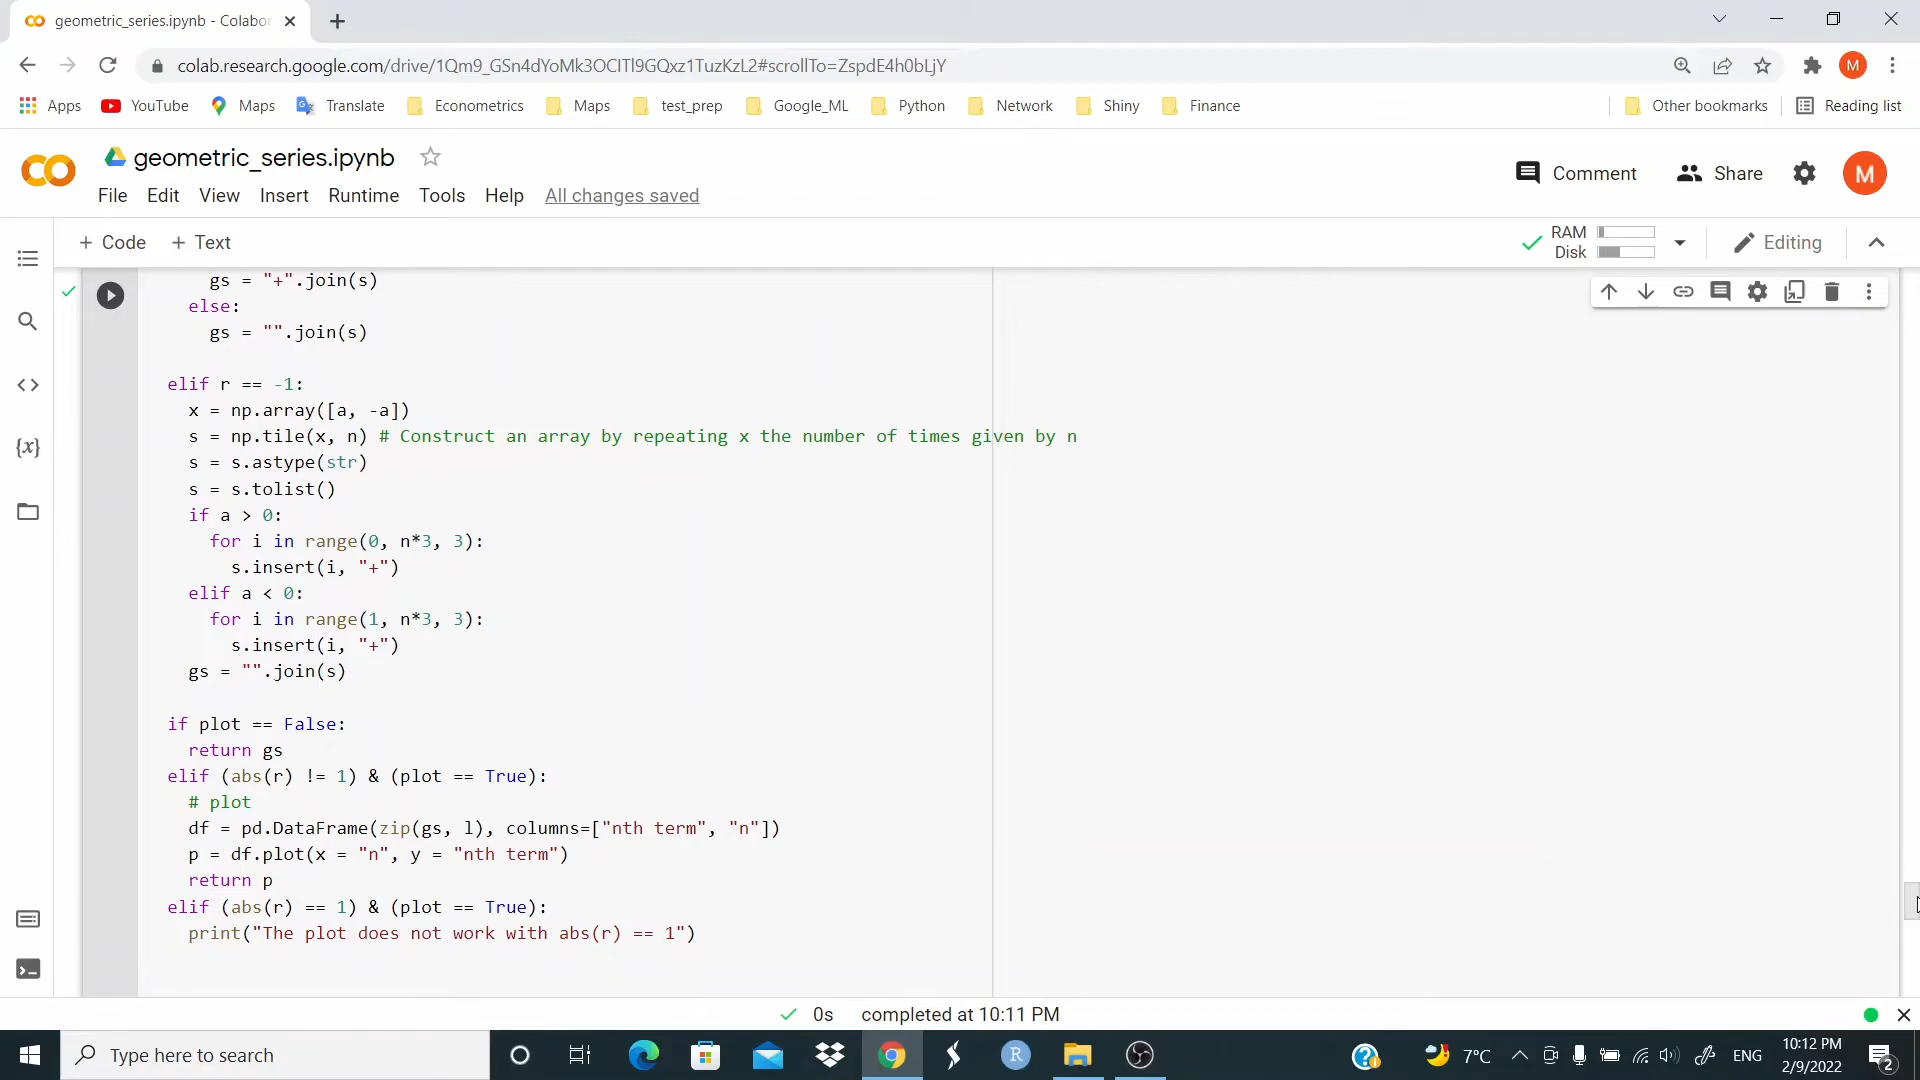 geometric_series.ipynb - Colabor
colab.research.google.com/drive/1Qm9_GSn4dYoMk3OCITl9GQxz1TuzKzL2#scrollTo=ZspdE4h0bLjY
M
Apps YouTube Maps Translate Econometrics Maps test_prep Google_ML Python Network Shiny Finance Other bookmarks Reading list
geometric_series.ipynb
Comment Share M
File Edit View Insert Runtime Tools Help All changes saved
+ Code + Text
RAM
Disk
Editing
gs = "+".join(s)
else:
gs = "".join(s)
elif r == -1:
x = np.array([a, -a])
s = np.tile(x, n) # Construct an array by repeating x the number of times given by n
s = s.astype(str)
s = s.tolist()
if a > 0:
for i in range(0, n*3, 3):
s.insert(i, "+")
elif a < 0:
for i in range(1, n*3, 3):
s.insert(i, "+")
gs = "".join(s)
if plot == False:
return gs
elif (abs(r) != 1) & (plot == True):
# plot
df = pd.DataFrame(zip(gs, l), columns=["nth term", "n"])
p = df.plot(x = "n", y = "nth term")
return p
elif (abs(r) == 1) & (plot == True):
print("The plot does not work with abs(r) == 1")
0s completed at 10:11 PM
Type here to search
R
7°C
ENG
10:12 PM
2/9/2022
2